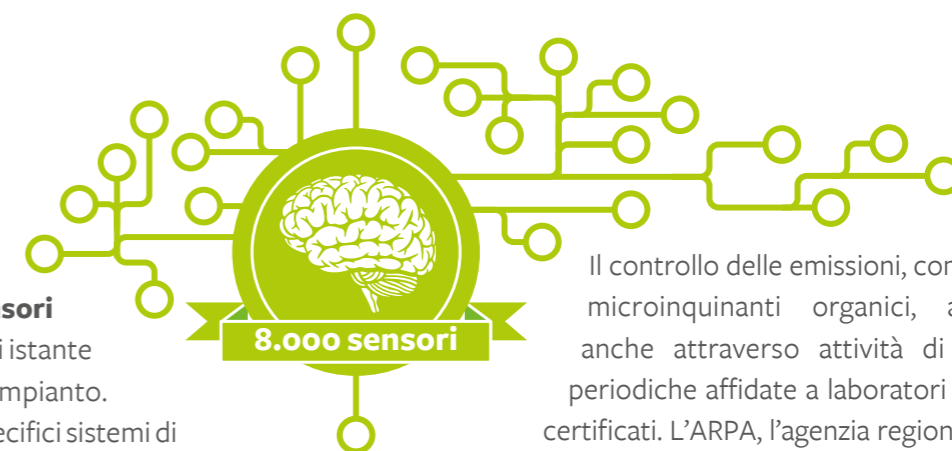 sori
i istante
mpianto.
ecifici sistemi di
8.000 sensori
Il controllo delle emissioni, con
microinquinanti organici, a
anche attraverso attività di
periodiche affidate a laboratori
certificati. L'ARPA, l'agenzia region